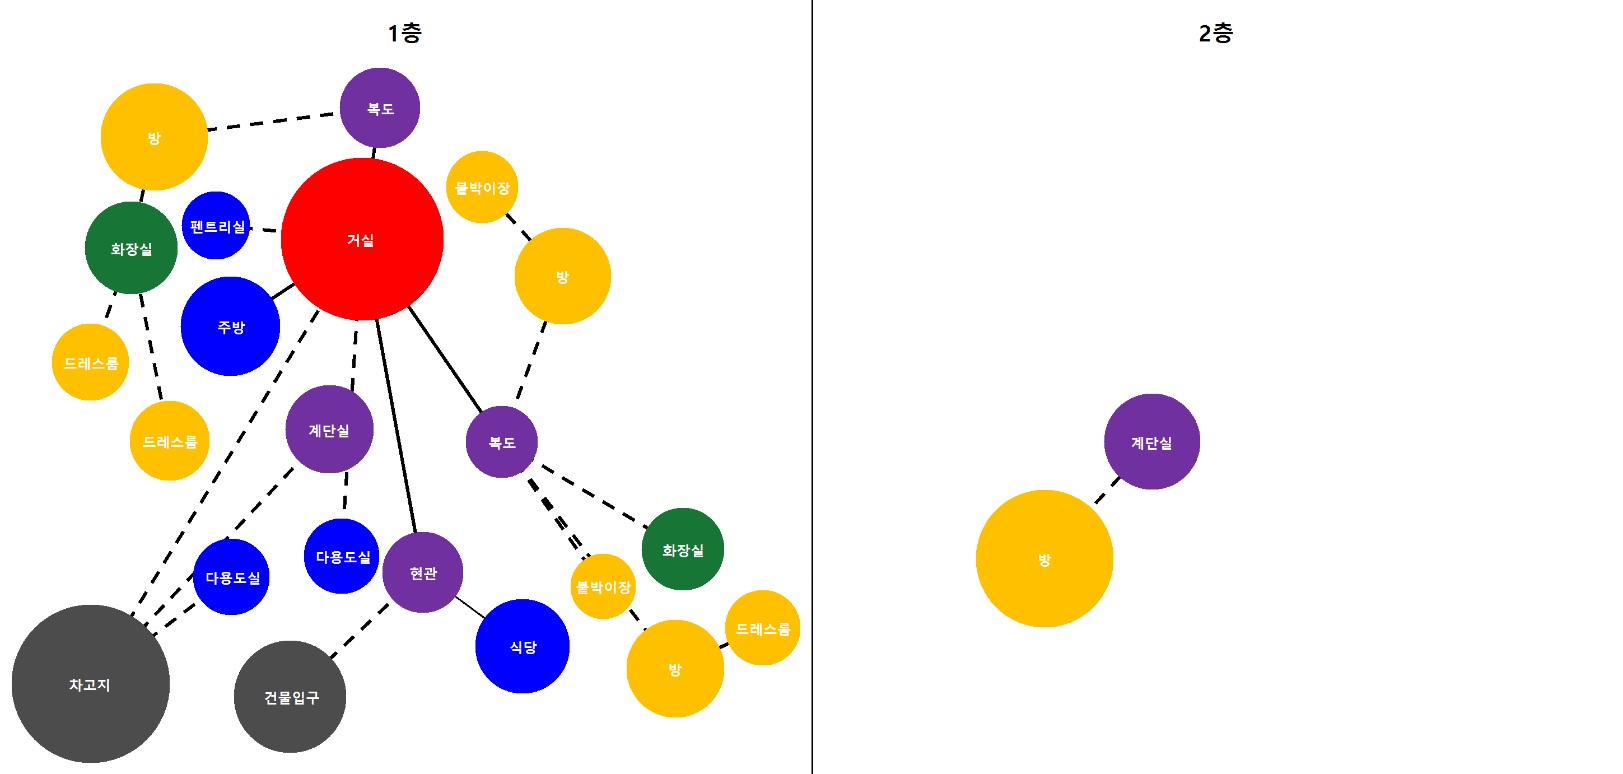 1층
2층
복도
방
붙박이장
펜트리실
거실
화장실
방
주방
드레스룸
계단실
드레스룸
복도
다용도실
다용도실
현관
화장실
붙박이장
식당
드레스룸
방
차고지
건물입구
계단실
방